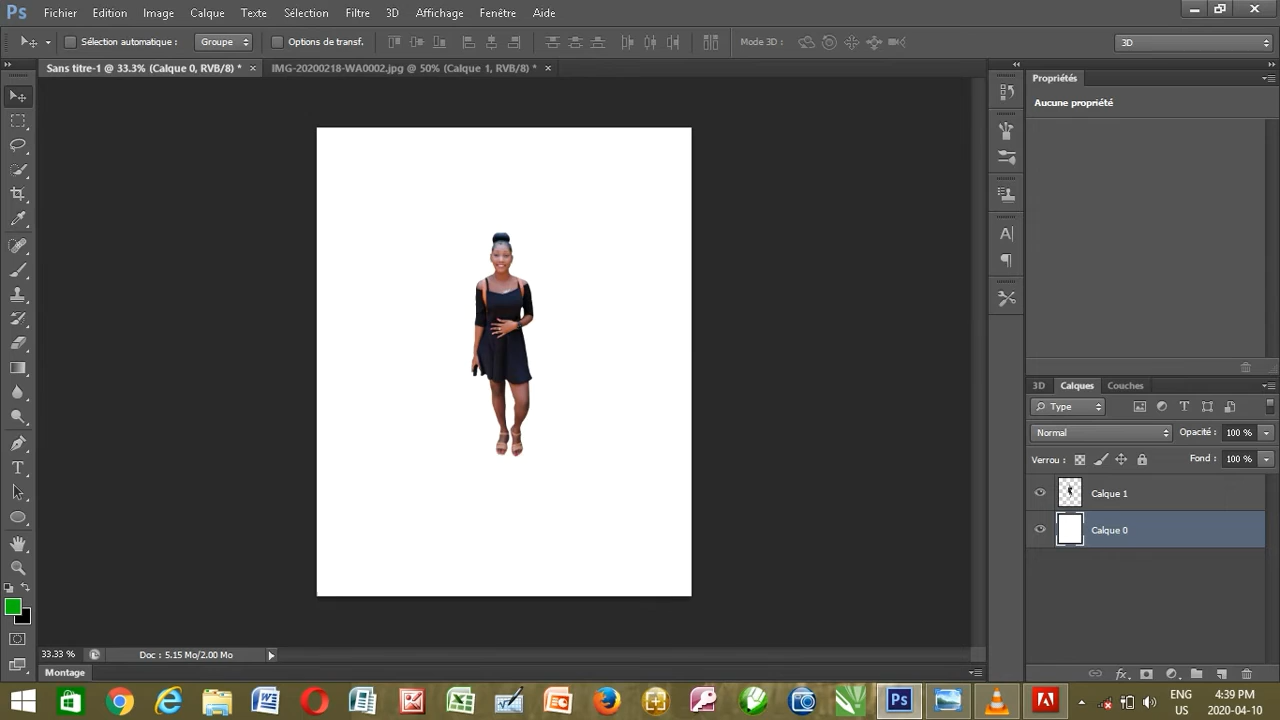 Ps Fichier Edition Image Calque Texte Sélection Filtre 3D Affichage Fenêtre Aide
Sélection automatique : Groupe Options de transf. Mode 3D : 3D
Sans titre-1 @ 33.3% (Calque 0, RVB/8) * IMG-20200218-WA0002.jpg @ 50% (Calque 1, RVB/8) *
Propriétés
Aucune propriété
3D Calques Couches
Type
Normal Opacité : 100 %
Verrou : Fond : 100 %
Calque 1
Calque 0
33.33 % Doc : 5.15 Mo/2.00 Mo
Montage
ENG 4:39 PM
US 2020-04-10